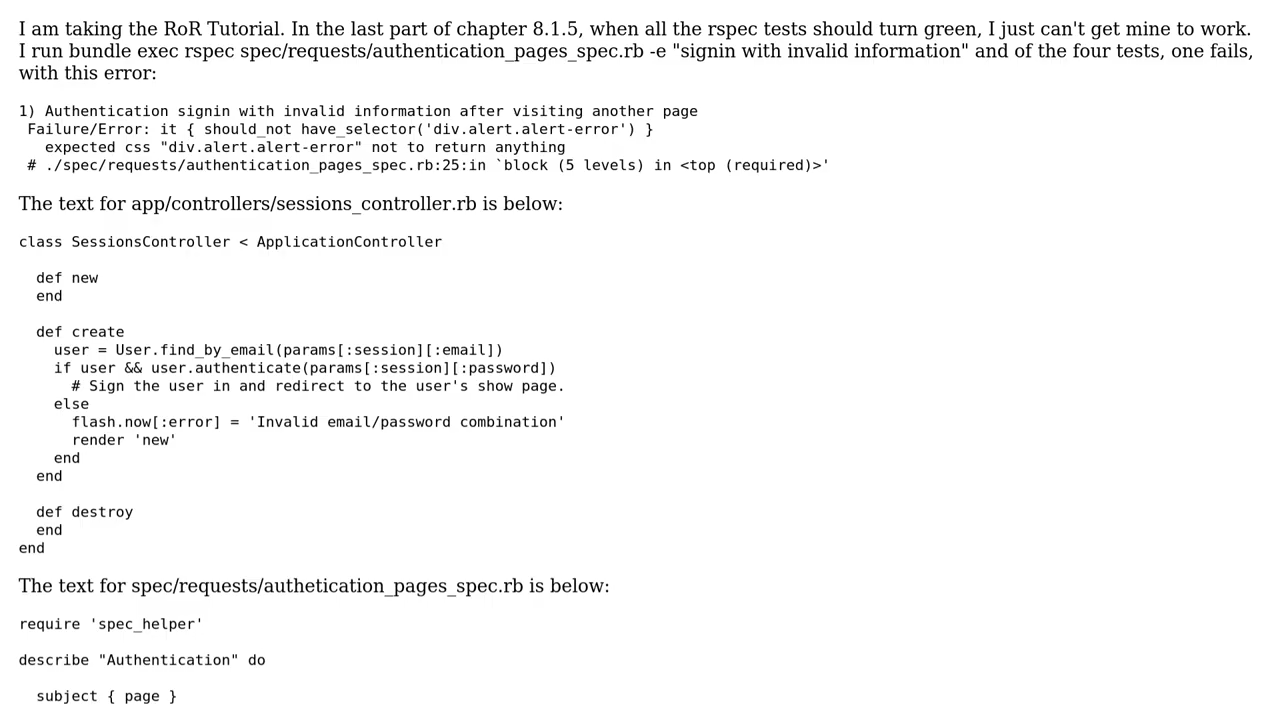 I am taking the RoR Tutorial. In the last part of chapter 8.1.5, when all the rspec tests should turn green, I just can't get mine to work.
I run bundle exec rspec spec/requests/authentication_pages_spec.rb -e "signin with invalid information" and of the four tests, one fails,
with this error:
1) Authentication signin with invalid information after visiting another page
 Failure/Error: it { should_not have_selector('div.alert.alert-error') }
   expected css "div.alert.alert-error" not to return anything
 # ./spec/requests/authentication_pages_spec.rb:25:in `block (5 levels) in <top (required)>'
The text for app/controllers/sessions_controller.rb is below:
class SessionsController < ApplicationController
  def new
  end
  def create
    user = User.find_by_email(params[:session][:email])
    if user && user.authenticate(params[:session][:password])
      # Sign the user in and redirect to the user's show page.
    else
      flash.now[:error] = 'Invalid email/password combination'
      render 'new'
    end
  end
  def destroy
  end
end
The text for spec/requests/authetication_pages_spec.rb is below:
require 'spec_helper'
describe "Authentication" do
  subject { page }